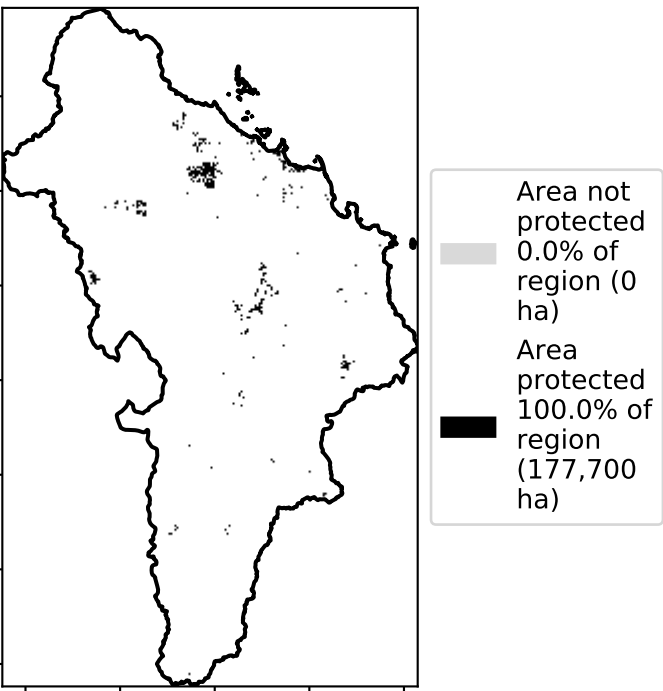 Area not
protected
0.0% of
region (0
ha)
Area
protected
100.0% of
region
(177,700
ha)